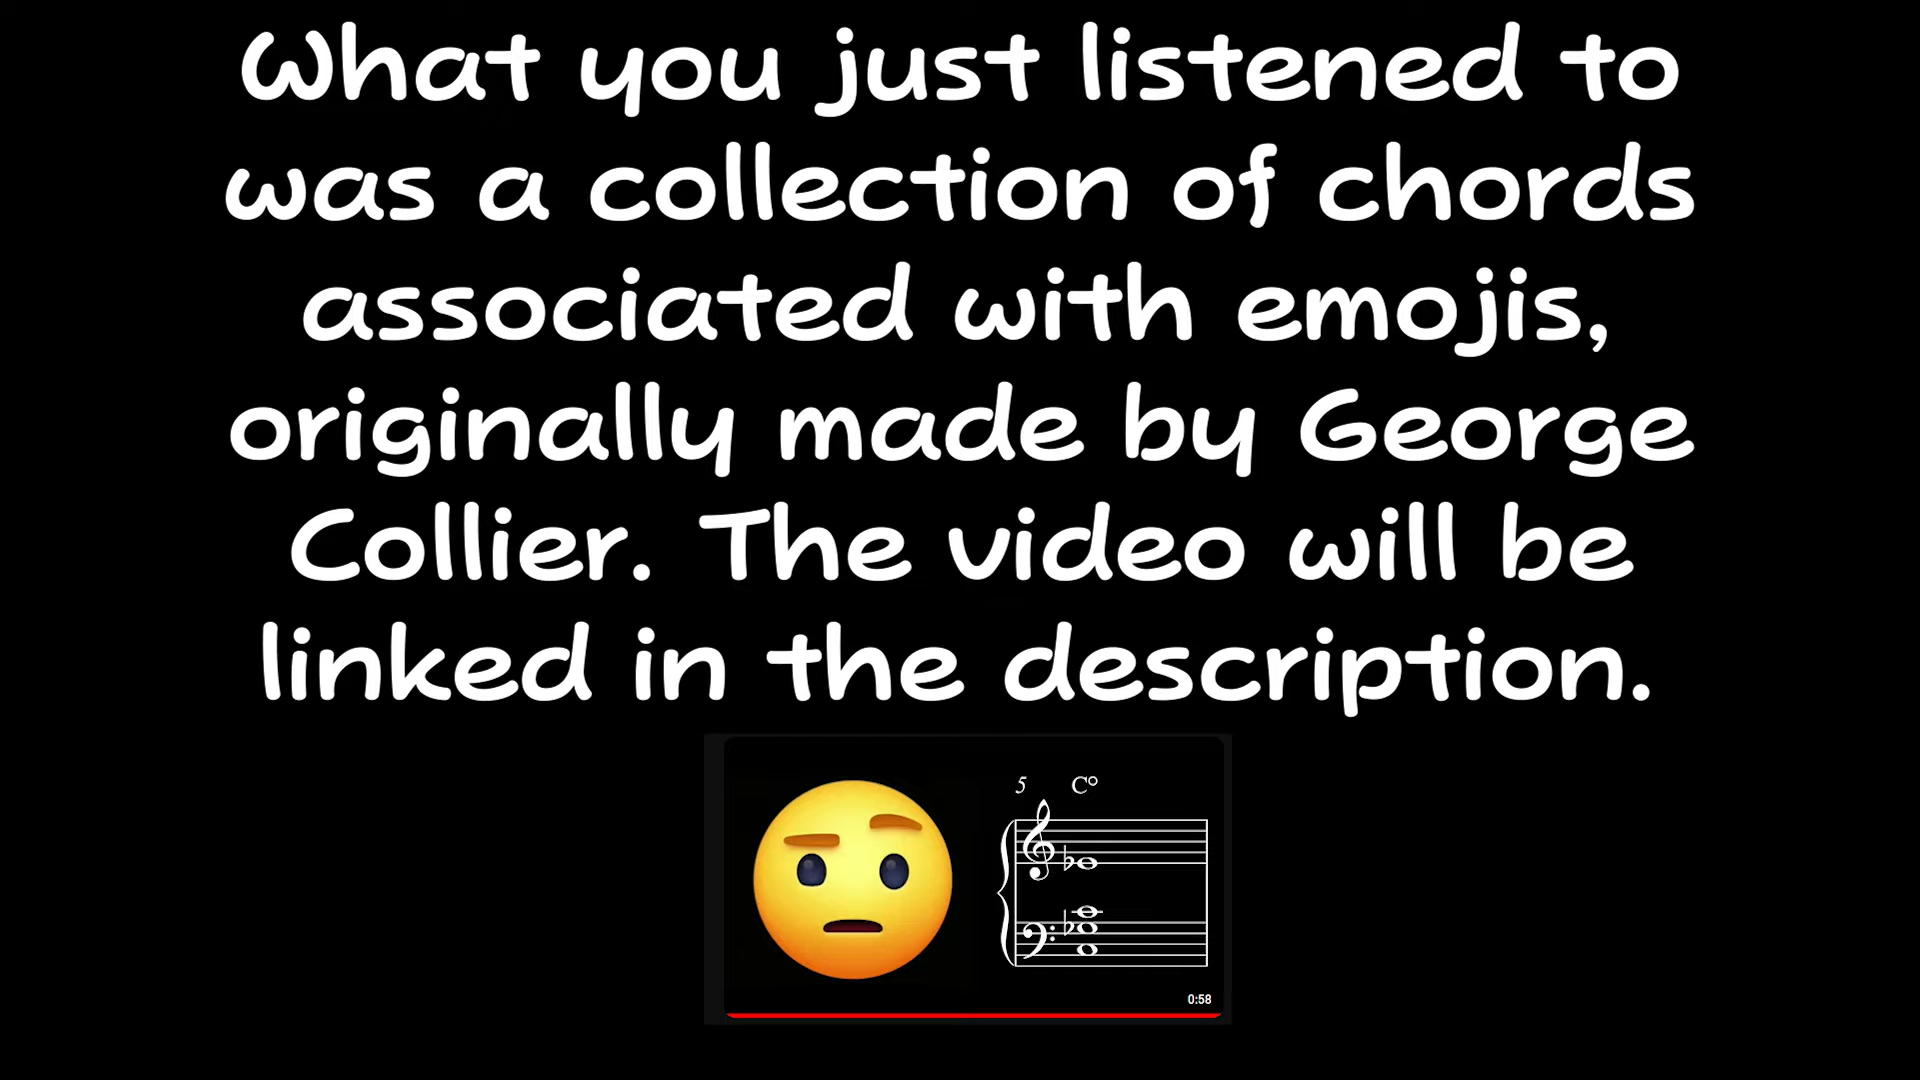 What you just listened to
was a collection of chords
associated with emojis,
originally made by George
Collier. The video will be
linked in the description.
5 C°
0:58